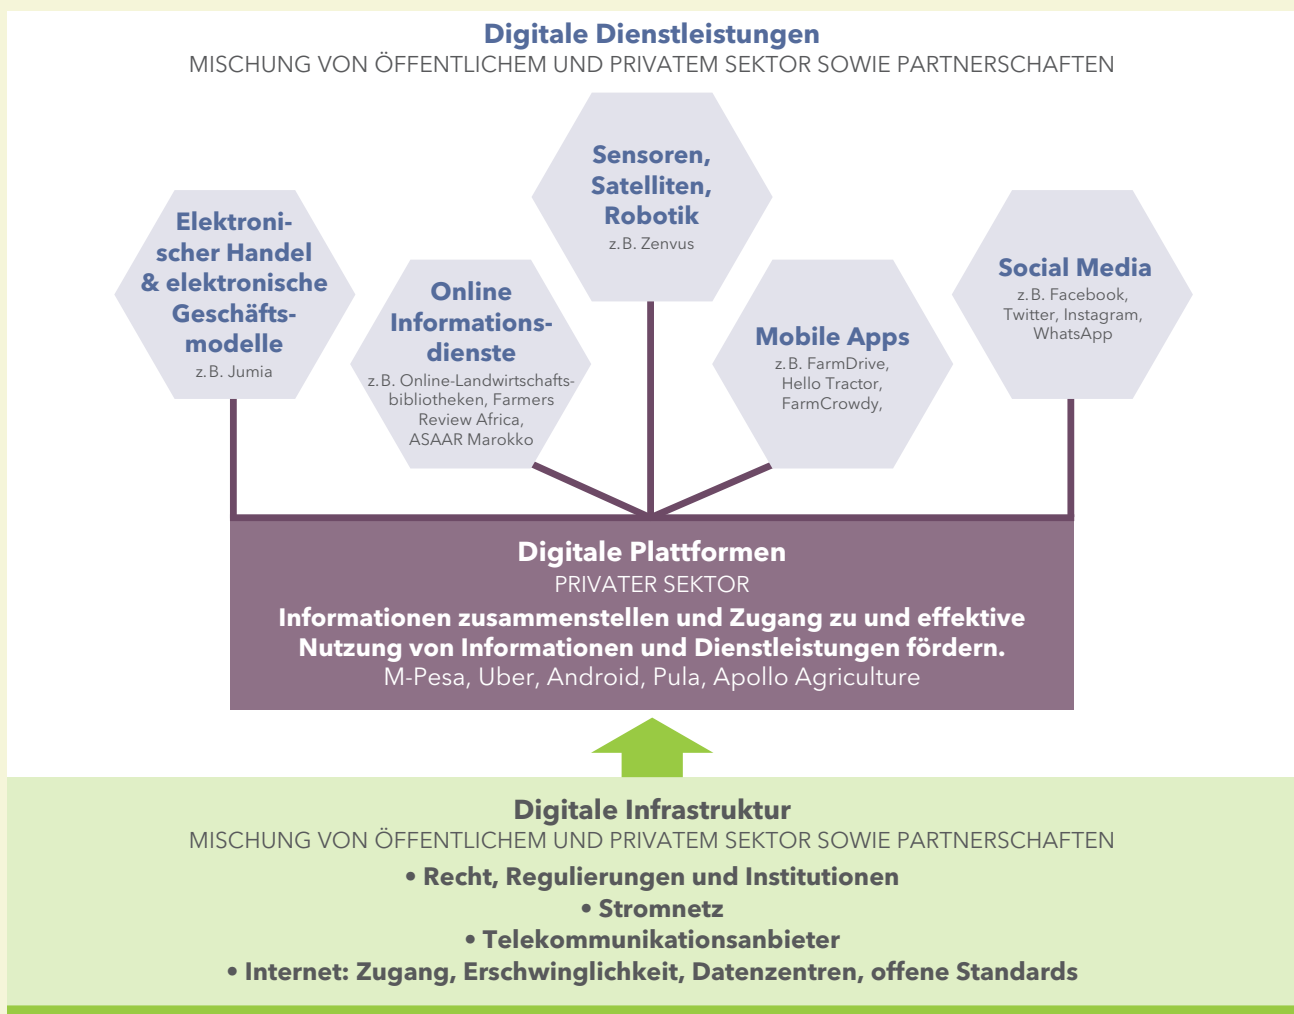 Digitale Dienstleistungen
MISCHUNG VON ÖFFENTLICHEM UND PRIVATEM SEKTOR SOWIE PARTNERSCHAFTEN
Elektroni-
scher Handel
& elektronische
Geschäfts-
modelle
z. B. Jumia
Online
Informations-
dienste
z. B. Online-Landwirtschafts-
bibliotheken, Farmers
Review Africa,
ASAAR Marokko
Sensoren,
Satelliten,
Robotik
z. B. Zenvus
Mobile Apps
z. B. FarmDrive,
Hello Tractor,
FarmCrowdy,
Social Media
z. B. Facebook,
Twitter, Instagram,
WhatsApp
Digitale Plattformen
PRIVATER SEKTOR
Informationen zusammenstellen und Zugang zu und effektive
Nutzung von Informationen und Dienstleistungen fördern.
M-Pesa, Uber, Android, Pula, Apollo Agriculture
Digitale Infrastruktur
MISCHUNG VON ÖFFENTLICHEM UND PRIVATEM SEKTOR SOWIE PARTNERSCHAFTEN
• Recht, Regulierungen und Institutionen
• Stromnetz
• Telekommunikationsanbieter
• Internet: Zugang, Erschwinglichkeit, Datenzentren, offene Standards